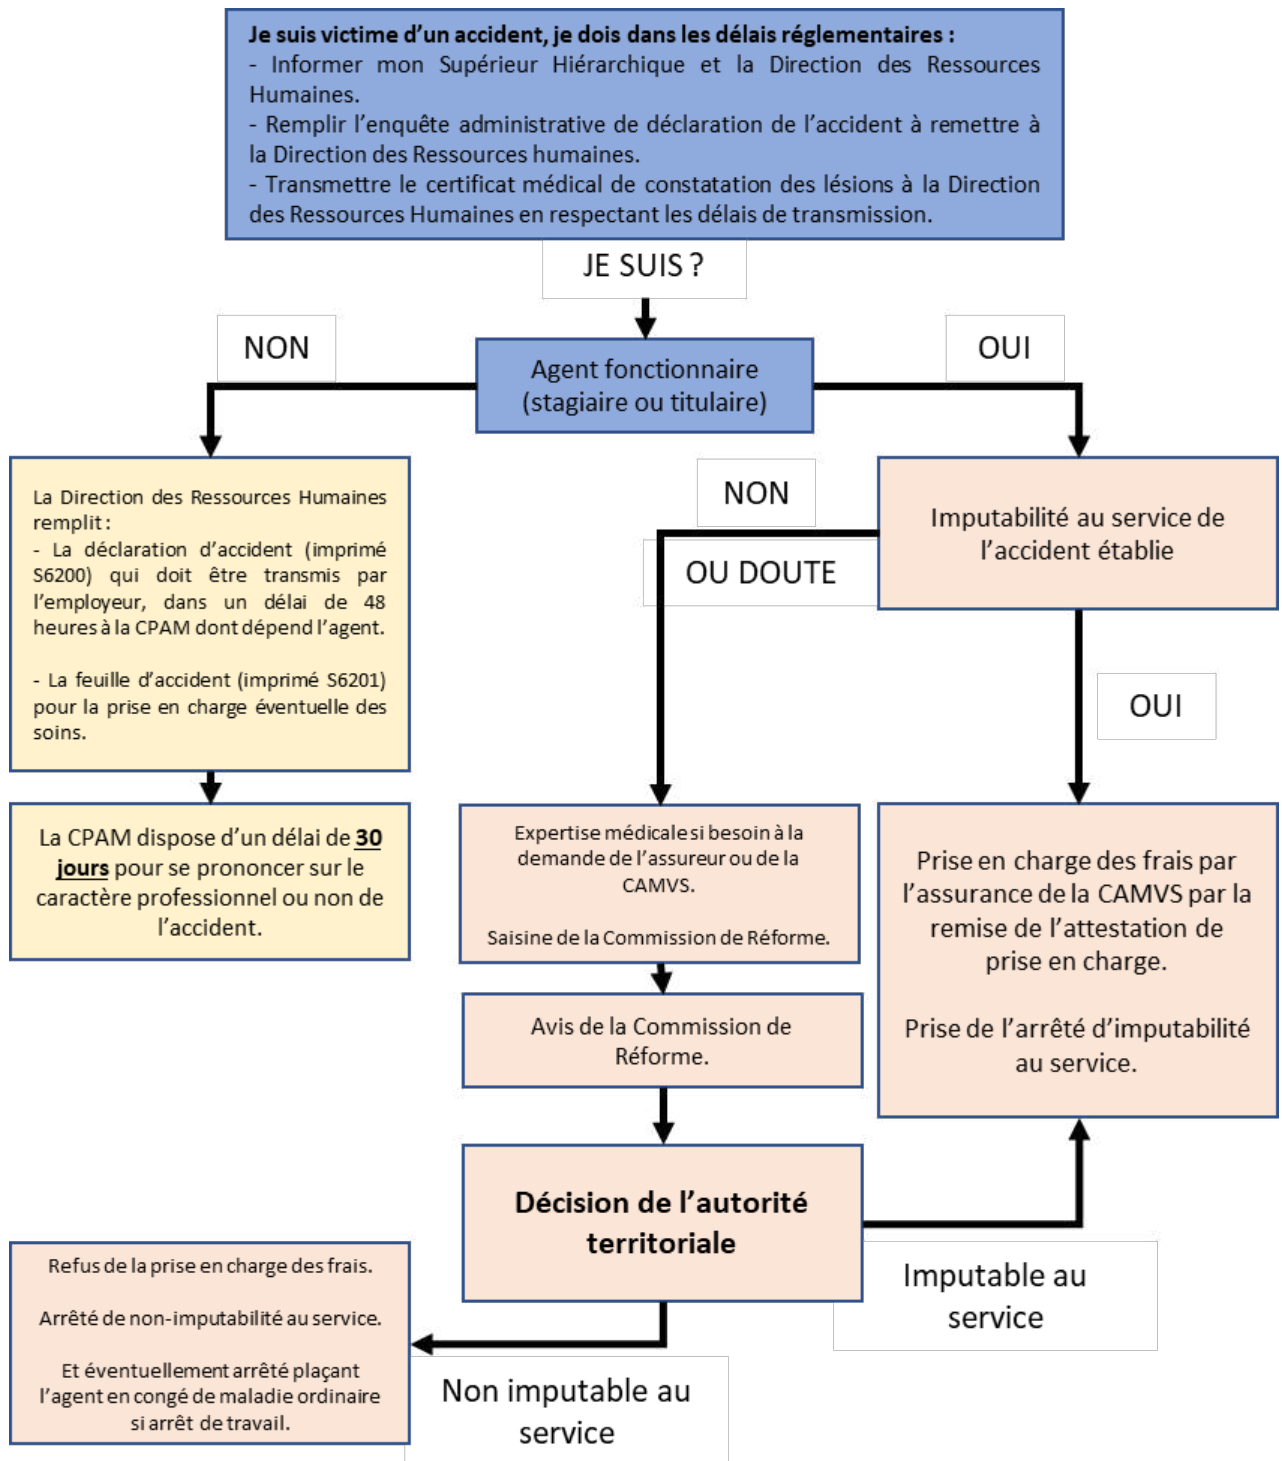 Je suis victime d'un accident, je dois dans les délais réglementaires :
- Informer mon Supérieur Hiérarchique et la Direction des Ressources
Humaines.
- Remplir l'enquête administrative de déclaration de l'accident à remettre à
la Direction des Ressources humaines.
- Transmettre le certificat médical de constatation des lésions à la Direction
des Ressources Humaines en respectant les délais de transmission.
JE SUIS ?
NON
Agent fonctionnaire
(stagiaire ou titulaire)
OUI
La Direction des Ressources Humaines
remplit :
- La déclaration d'accident (imprimé
S6200) qui doit être transmis par
l'employeur, dans un délai de 48
heures à la CPAM dont dépend l'agent.
- La feuille d'accident (imprimé S6201)
pour la prise en charge éventuelle des
soins.
La CPAM dispose d'un délai de 30
jours pour se prononcer sur le
caractère professionnel ou non de
l'accident.
Imputabilité au service de
l'accident établie
NON
OU DOUTE
OUI
Expertise médicale si besoin à la
demande de l'assureur ou de la
CAMVS.
Saisine de la Commission de Réforme.
Avis de la Commission de
Réforme.
Prise en charge des frais par
l'assurance de la CAMVS par la
remise de l'attestation de
prise en charge.
Prise de l'arrêté d'imputabilité
au service.
Décision de l'autorité
territoriale
Imputable au
service
Non imputable au
service
Refus de la prise en charge des frais.
Arrêté de non-imputabilité au service.
Et éventuellement arrêté plaçant
l'agent en congé de maladie ordinaire
si arrêt de travail.